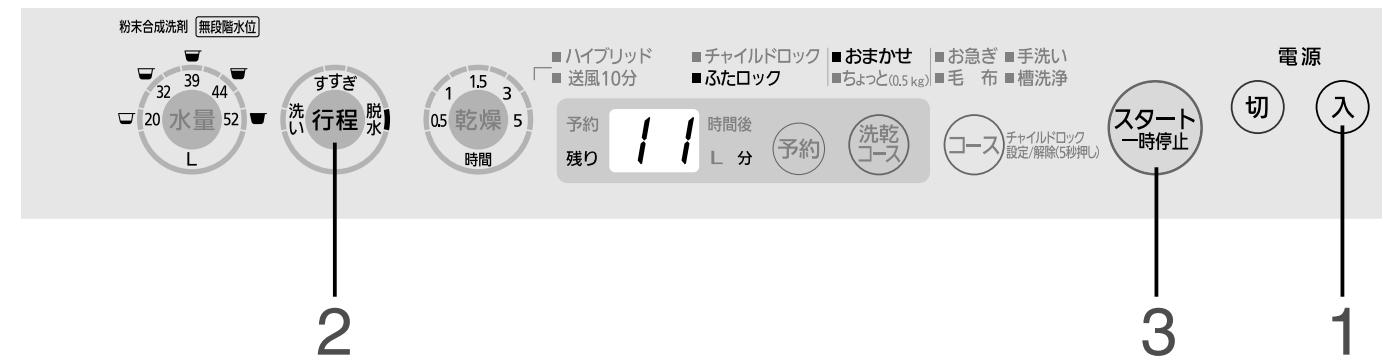 粉末合成洗剤 無段階水位
39
32 44
20 水量 52
L
すすぎ
洗い 行程 脱水
1.5
1 3
0.5 乾燥 5
時間
■ハイブリッド ■チャイルドロック ■おまかせ ■お急ぎ ■手洗い
■送風10分 ■ふたロック ■ちょっと(0.5kg) ■毛 布 ■槽洗浄
予約 時間後
残り 11 L 分
予約
洗乾
コース
コース
チャイルドロック
設定/解除(5秒押し)
スタート
一時停止
電源
切 入
2 3 1